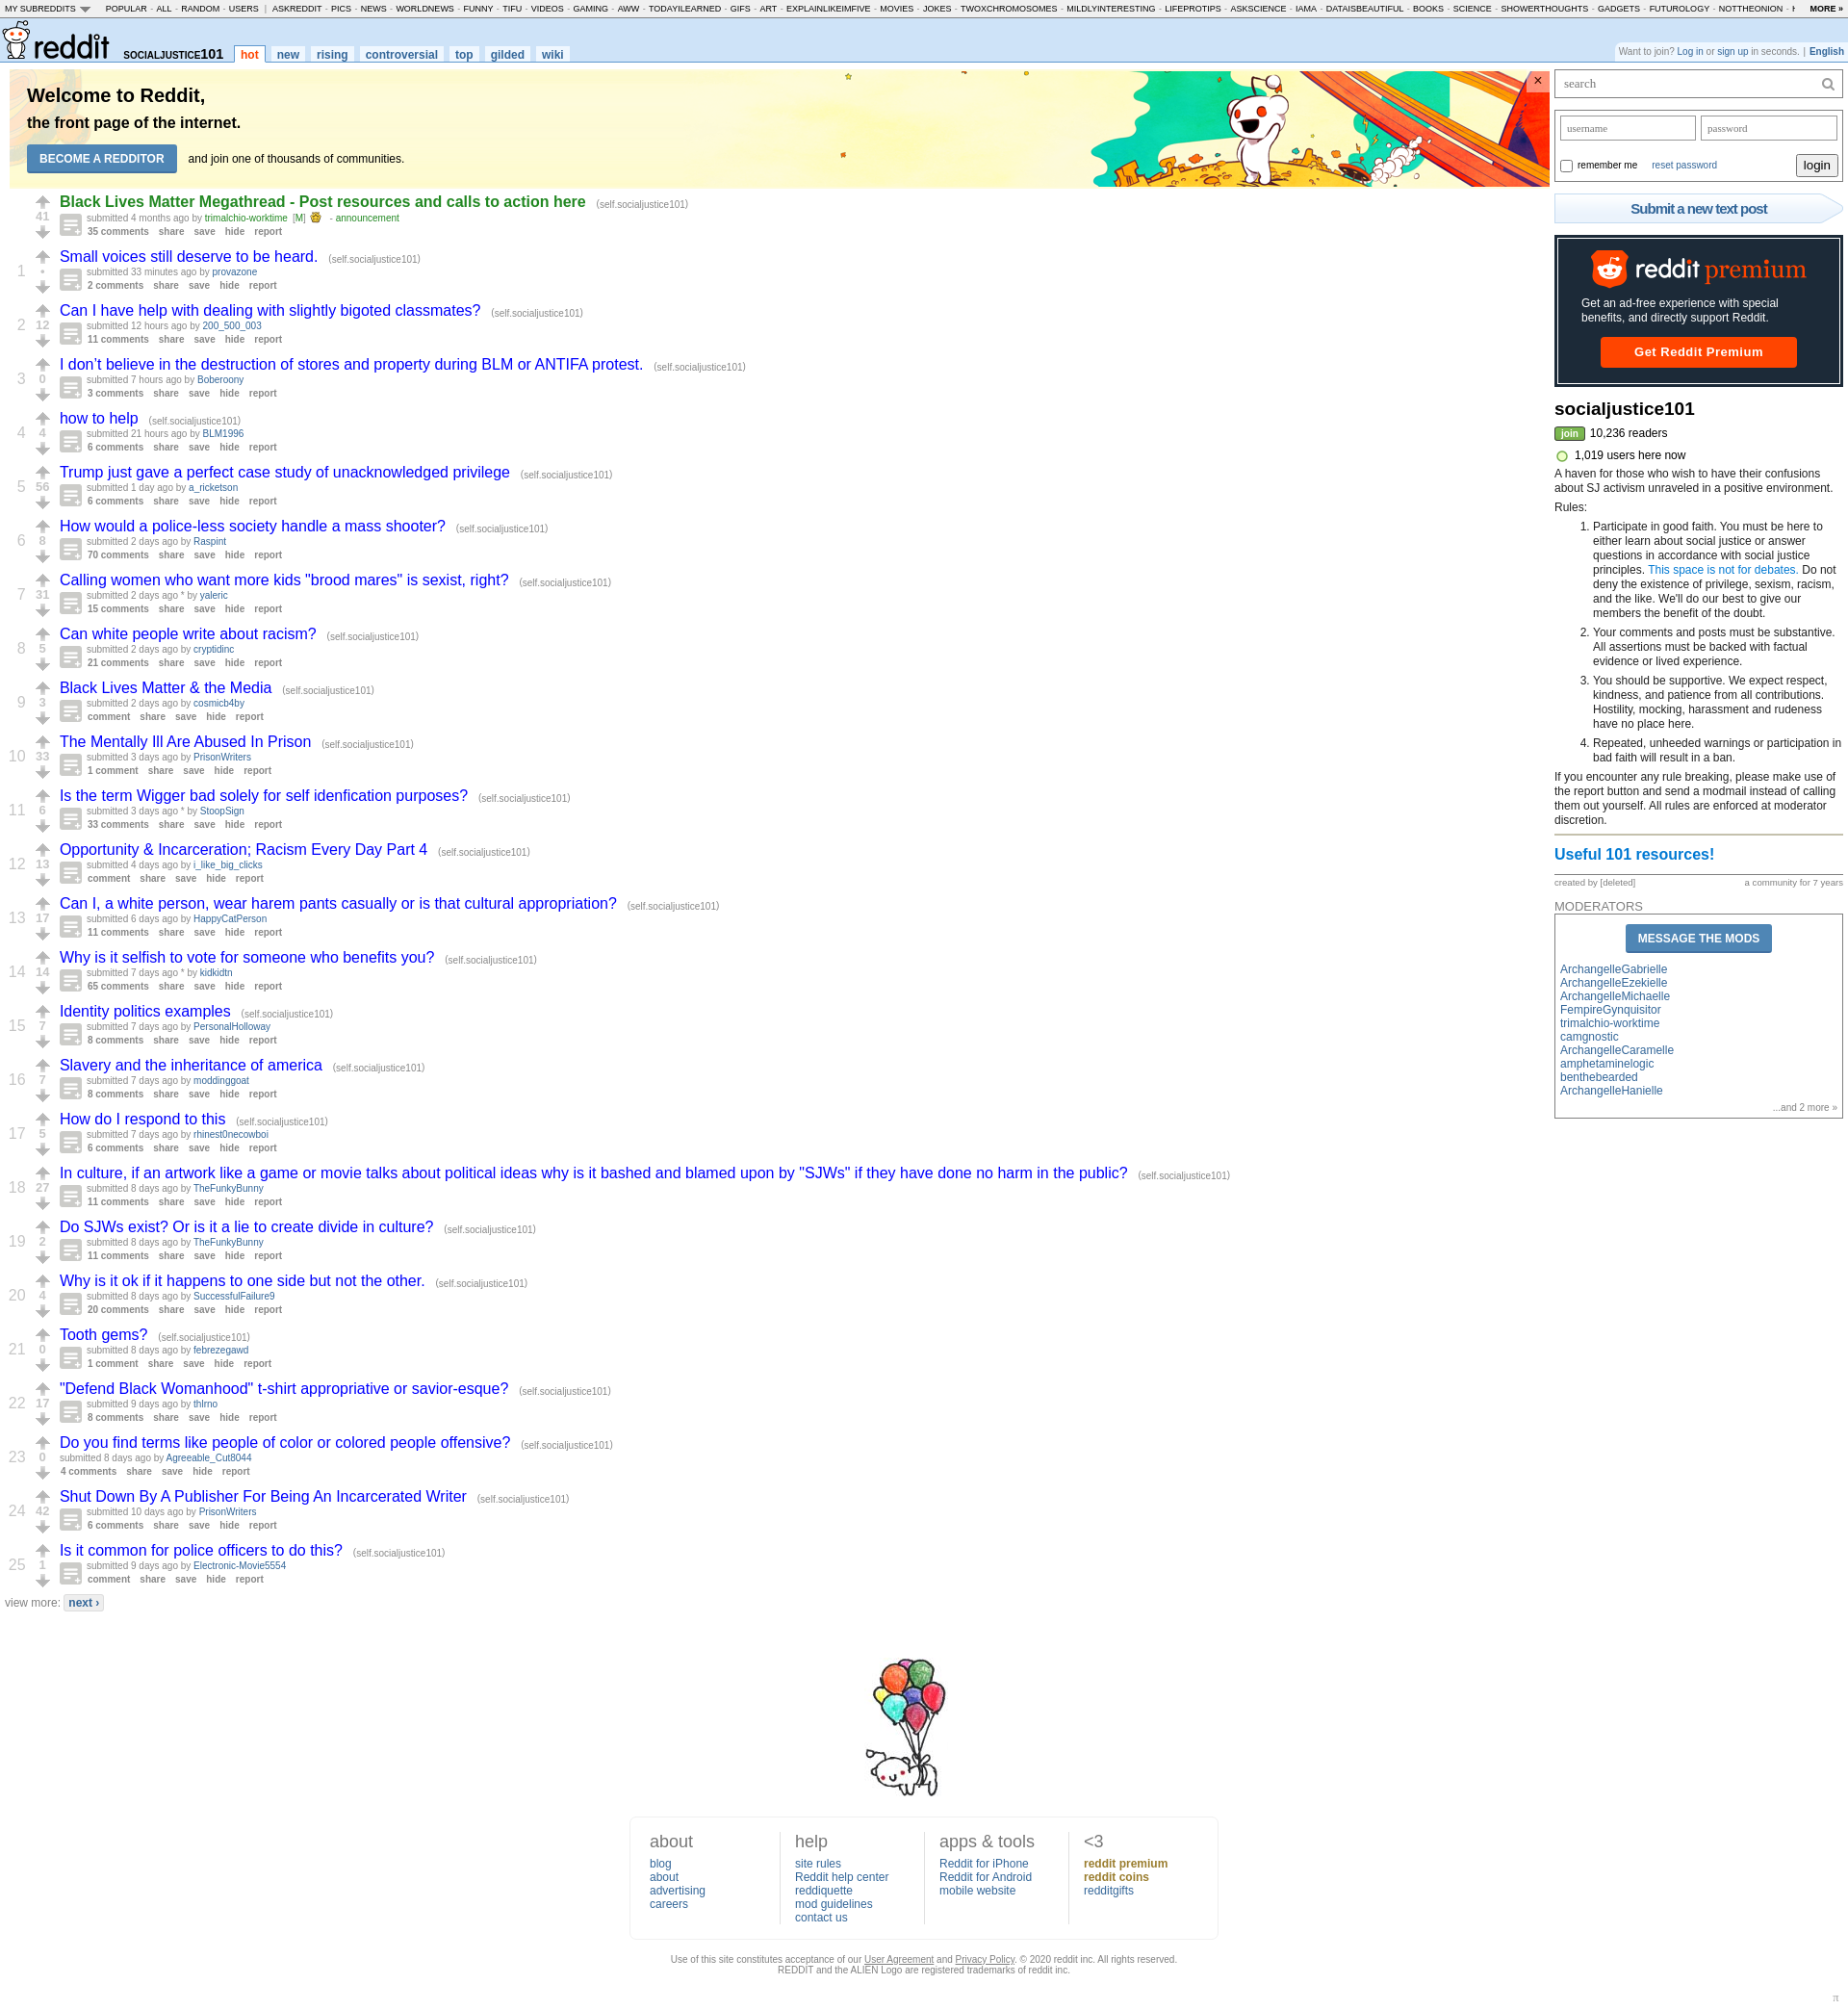 MY SUBREDDITS POPULAR - ALL - RANDOM - USERS | ASKREDDIT - PICS - NEWS - WORLDNEWS - FUNNY - TIFU - VIDEOS - GAMING - AWW - TODAYILEARNED - GIFS - ART - EXPLAINLIKEIMFIVE - MOVIES - JOKES - TWOXCHROMOSOMES - MILDLYINTERESTING - LIFEPROTIPS - ASKSCIENCE - IAMA - DATAISBEAUTIFUL - BOOKS - SCIENCE - SHOWERTHOUGHTS - GADGETS - FUTUROLOGY - NOTTHEONION - MORE »
reddit SOCIALJUSTICE101 hot new rising controversial top gilded wiki
Want to join? Log in or sign up in seconds. | English
Welcome to Reddit,
the front page of the internet.
BECOME A REDDITOR and join one of thousands of communities.
×
Black Lives Matter Megathread - Post resources and calls to action here (self.socialjustice101)
41
submitted 4 months ago by trimalchio-worktime [M] - announcement
35 comments share save hide report
Small voices still deserve to be heard. (self.socialjustice101)
1 •
submitted 33 minutes ago by provazone
2 comments share save hide report
Can I have help with dealing with slightly bigoted classmates? (self.socialjustice101)
2 12
submitted 12 hours ago by 200_500_003
11 comments share save hide report
I don't believe in the destruction of stores and property during BLM or ANTIFA protest. (self.socialjustice101)
3 0
submitted 7 hours ago by Boberoony
3 comments share save hide report
how to help (self.socialjustice101)
4 4
submitted 21 hours ago by BLM1996
6 comments share save hide report
Trump just gave a perfect case study of unacknowledged privilege (self.socialjustice101)
5 56
submitted 1 day ago by a_ricketson
6 comments share save hide report
How would a police-less society handle a mass shooter? (self.socialjustice101)
6 8
submitted 2 days ago by Raspint
70 comments share save hide report
Calling women who want more kids "brood mares" is sexist, right? (self.socialjustice101)
7 31
submitted 2 days ago * by yaleric
15 comments share save hide report
Can white people write about racism? (self.socialjustice101)
8 5
submitted 2 days ago by cryptidinc
21 comments share save hide report
Black Lives Matter & the Media (self.socialjustice101)
9 3
submitted 2 days ago by cosmicb4by
comment share save hide report
The Mentally Ill Are Abused In Prison (self.socialjustice101)
10 33
submitted 3 days ago by PrisonWriters
1 comment share save hide report
Is the term Wigger bad solely for self idenfication purposes? (self.socialjustice101)
11 6
submitted 3 days ago * by StoopSign
33 comments share save hide report
Opportunity & Incarceration; Racism Every Day Part 4 (self.socialjustice101)
12 13
submitted 4 days ago by i_like_big_clicks
comment share save hide report
Can I, a white person, wear harem pants casually or is that cultural appropriation? (self.socialjustice101)
13 17
submitted 6 days ago by HappyCatPerson
11 comments share save hide report
Why is it selfish to vote for someone who benefits you? (self.socialjustice101)
14 14
submitted 7 days ago * by kidkidtn
65 comments share save hide report
Identity politics examples (self.socialjustice101)
15 7
submitted 7 days ago by PersonalHolloway
8 comments share save hide report
Slavery and the inheritance of america (self.socialjustice101)
16 7
submitted 7 days ago by moddinggoat
8 comments share save hide report
How do I respond to this (self.socialjustice101)
17 5
submitted 7 days ago by rhinest0necowboi
6 comments share save hide report
In culture, if an artwork like a game or movie talks about political ideas why is it bashed and blamed upon by "SJWs" if they have done no harm in the public? (self.socialjustice101)
18 27
submitted 8 days ago by TheFunkyBunny
11 comments share save hide report
Do SJWs exist? Or is it a lie to create divide in culture? (self.socialjustice101)
19 2
submitted 8 days ago by TheFunkyBunny
11 comments share save hide report
Why is it ok if it happens to one side but not the other. (self.socialjustice101)
20 4
submitted 8 days ago by SuccessfulFailure9
20 comments share save hide report
Tooth gems? (self.socialjustice101)
21 0
submitted 8 days ago by febrezegawd
1 comment share save hide report
"Defend Black Womanhood" t-shirt appropriative or savior-esque? (self.socialjustice101)
22 17
submitted 9 days ago by thlrno
8 comments share save hide report
Do you find terms like people of color or colored people offensive? (self.socialjustice101)
23 0
submitted 8 days ago by Agreeable_Cut8044
4 comments share save hide report
Shut Down By A Publisher For Being An Incarcerated Writer (self.socialjustice101)
24 42
submitted 10 days ago by PrisonWriters
6 comments share save hide report
Is it common for police officers to do this? (self.socialjustice101)
25 1
submitted 9 days ago by Electronic-Movie5554
comment share save hide report
view more: next ›
search
username password
remember me reset password login
Submit a new text post
reddit premium
Get an ad-free experience with special
benefits, and directly support Reddit.
Get Reddit Premium
socialjustice101
join 10,236 readers
1,019 users here now
A haven for those who wish to have their confusions
about SJ activism unraveled in a positive environment.
Rules:
1. Participate in good faith. You must be here to
either learn about social justice or answer
questions in accordance with social justice
principles. This space is not for debates. Do not
deny the existence of privilege, sexism, racism,
and the like. We'll do our best to give our
members the benefit of the doubt.
2. Your comments and posts must be substantive.
All assertions must be backed with factual
evidence or lived experience.
3. You should be supportive. We expect respect,
kindness, and patience from all contributions.
Hostility, mocking, harassment and rudeness
have no place here.
4. Repeated, unheeded warnings or participation in
bad faith will result in a ban.
If you encounter any rule breaking, please make use of
the report button and send a modmail instead of calling
them out yourself. All rules are enforced at moderator
discretion.
Useful 101 resources!
created by [deleted] a community for 7 years
MODERATORS
MESSAGE THE MODS
ArchangelleGabrielle
ArchangelleEzekielle
ArchangelleMichaelle
FempireGynquisitor
trimalchio-worktime
camgnostic
ArchangelleCaramelle
amphetaminelogic
benthebearded
ArchangelleHanielle
...and 2 more »
about
blog
about
advertising
careers
help
site rules
Reddit help center
reddiquette
mod guidelines
contact us
apps & tools
Reddit for iPhone
Reddit for Android
mobile website
<3
reddit premium
reddit coins
redditgifts
Use of this site constitutes acceptance of our User Agreement and Privacy Policy. © 2020 reddit inc. All rights reserved.
REDDIT and the ALIEN Logo are registered trademarks of reddit inc.
π